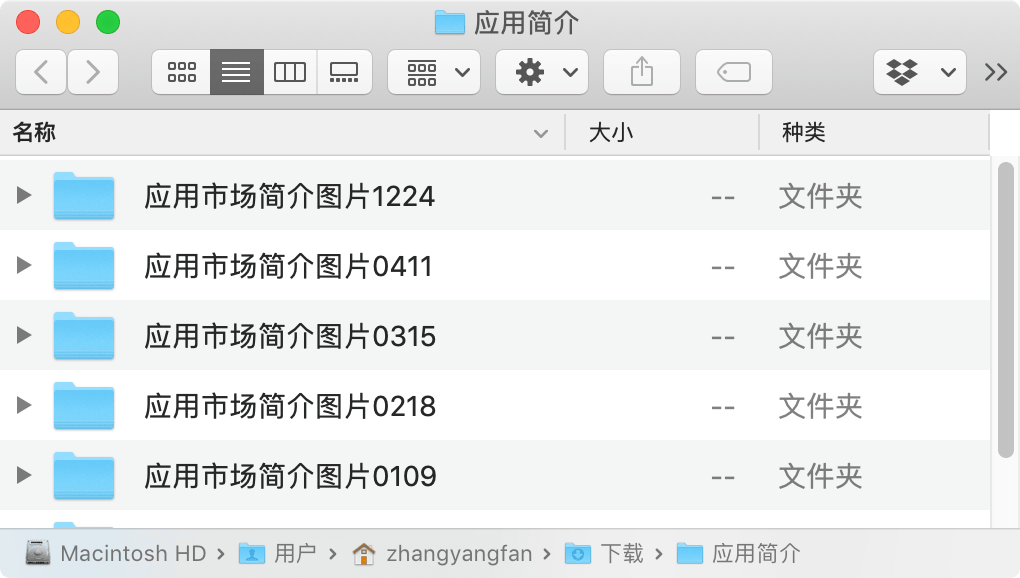 应用简介
名称 大小 种类
应用市场简介图片1224 -- 文件夹
应用市场简介图片0411 -- 文件夹
应用市场简介图片0315 -- 文件夹
应用市场简介图片0218 -- 文件夹
应用市场简介图片0109 -- 文件夹
Macintosh HD › 用户 › zhangyangfan › 下载 › 应用简介